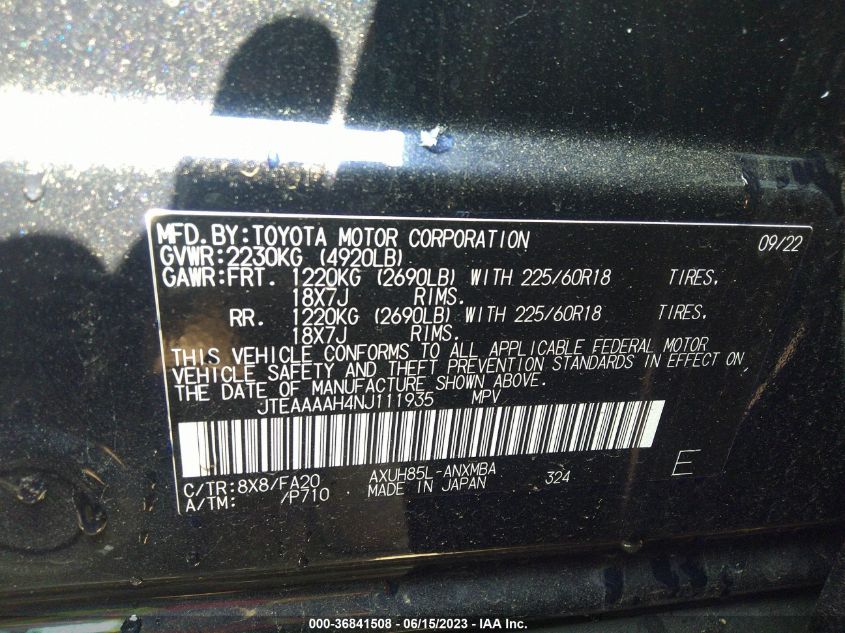 MFD.BY:TOYOTA MOTOR CORPORATION 09/22
GVWR:2230KG (4920LB)
GAWR:FRT. 1220KG (2690LB) WITH 225/60R18 TIRES,
18X7J RIMS.
RR. 1220KG (2690LB) WITH 225/60R18 TIRES,
18X7J RIMS.
THIS VEHICLE CONFORMS TO ALL APPLICABLE FEDERAL MOTOR
VEHICLE SAFETY AND THEFT PREVENTION STANDARDS IN EFFECT ON
THE DATE OF MANUFACTURE SHOWN ABOVE.
JTEAAAAH4NJ111935 MPV
C/TR:8X8/FA20 AXUH85L-ANXMBA 324 E
A/TM: /P710 MADE IN JAPAN
000-36841508 - 06/15/2023 - IAA Inc.